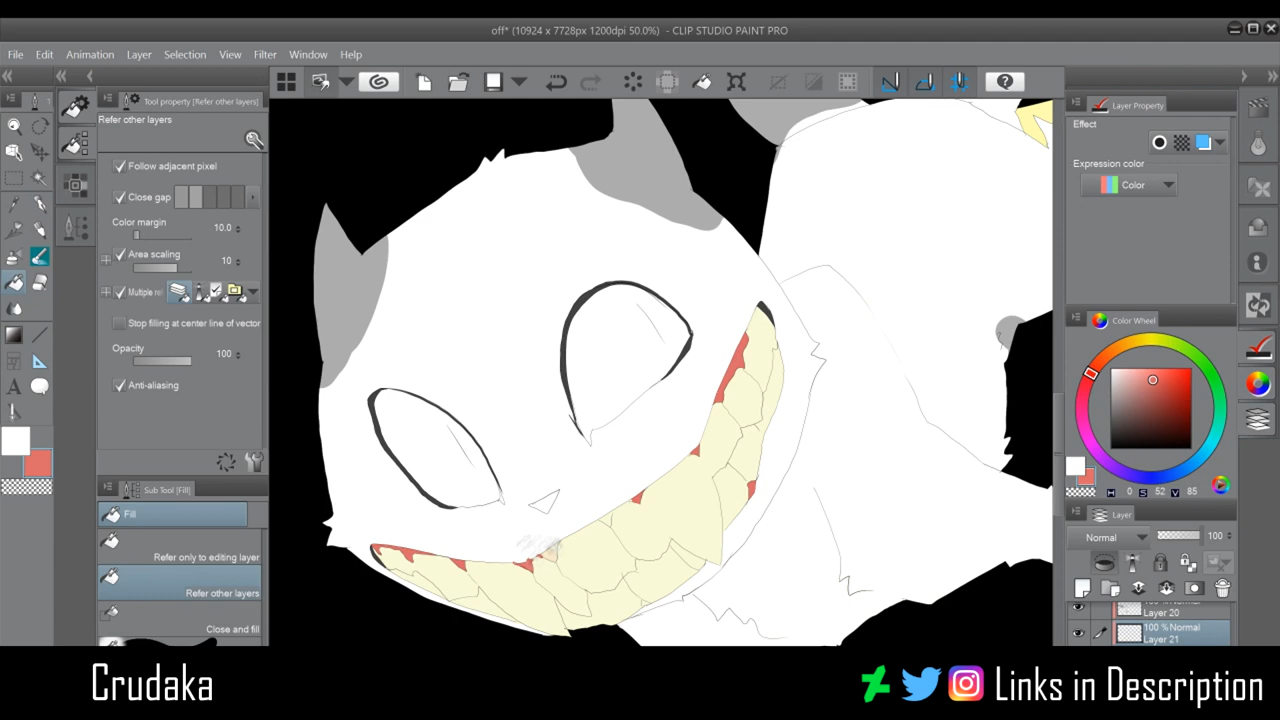 off* (10924 x 7728px 1200dpi 50.0%) - CLIP STUDIO PAINT PRO
File Edit Animation Layer Selection View Filter Window Help
Tool property [Refer other layers]
Refer other layers
Follow adjacent pixel
Close gap
Color margin 10.0
Area scaling 10
Multiple re
Stop filling at center line of vector
Opacity 100
Anti-aliasing
Sub Tool [Fill]
Fill
Refer only to editing layer
Refer other layers
Close and fill
Layer Property
Effect
Expression color
Color
Color Wheel
H 0 S 52 V 85
Layer
Normal 100
100 % Normal
Layer 20
100 % Normal
Layer 21
Crudaka
Links in Description